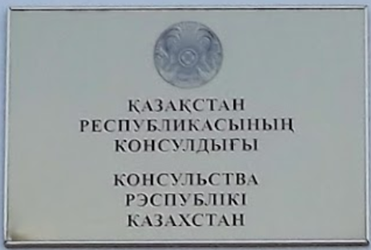 ҚАЗАҚСТАН
РЕСПУБЛИКАСЫНЫҢ
КОНСУЛДЫҒЫ
КОНСУЛЬСТВА
РЭСПУБЛІКІ
КАЗАХСТАН